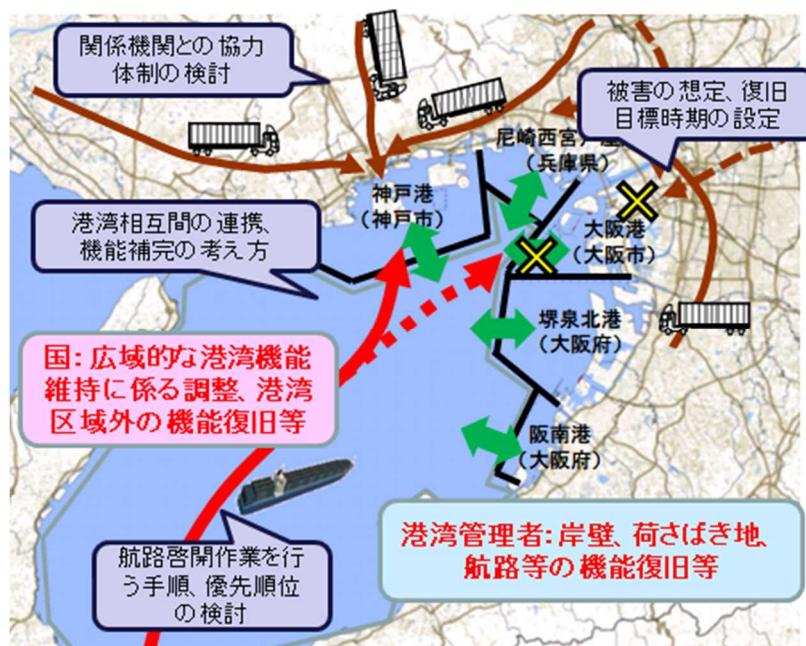 関係機関との協力
体制の検討
被害の想定、復旧
目標時期の設定
尼崎西宮芦屋
(兵庫県)
神戸港
(神戸市)
港湾相互間の連携、
機能補完の考え方
大阪港
(大阪市)
国:広域的な港湾機能
維持に係る調整、港湾
区域外の機能復旧等
堺泉北港
(大阪府)
阪南港
(大阪府)
港湾管理者:岸壁、荷さばき地、
航路等の機能復旧等
航路啓開作業を行
う手順、優先順位
の検討